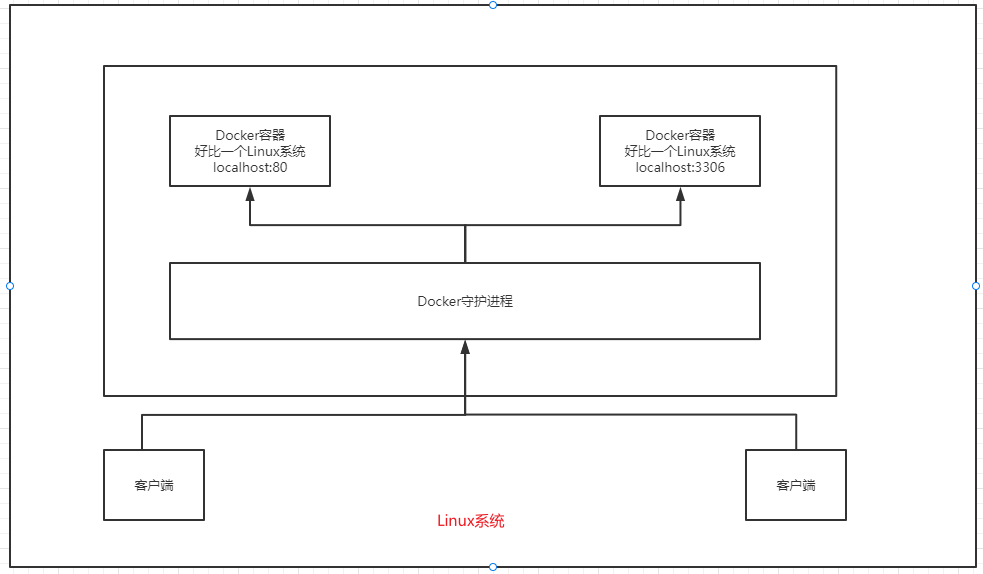 Docker容器
好比一个Linux系统
localhost:80
Docker容器
好比一个Linux系统
localhost:3306
Docker守护进程
客户端
客户端
Linux系统